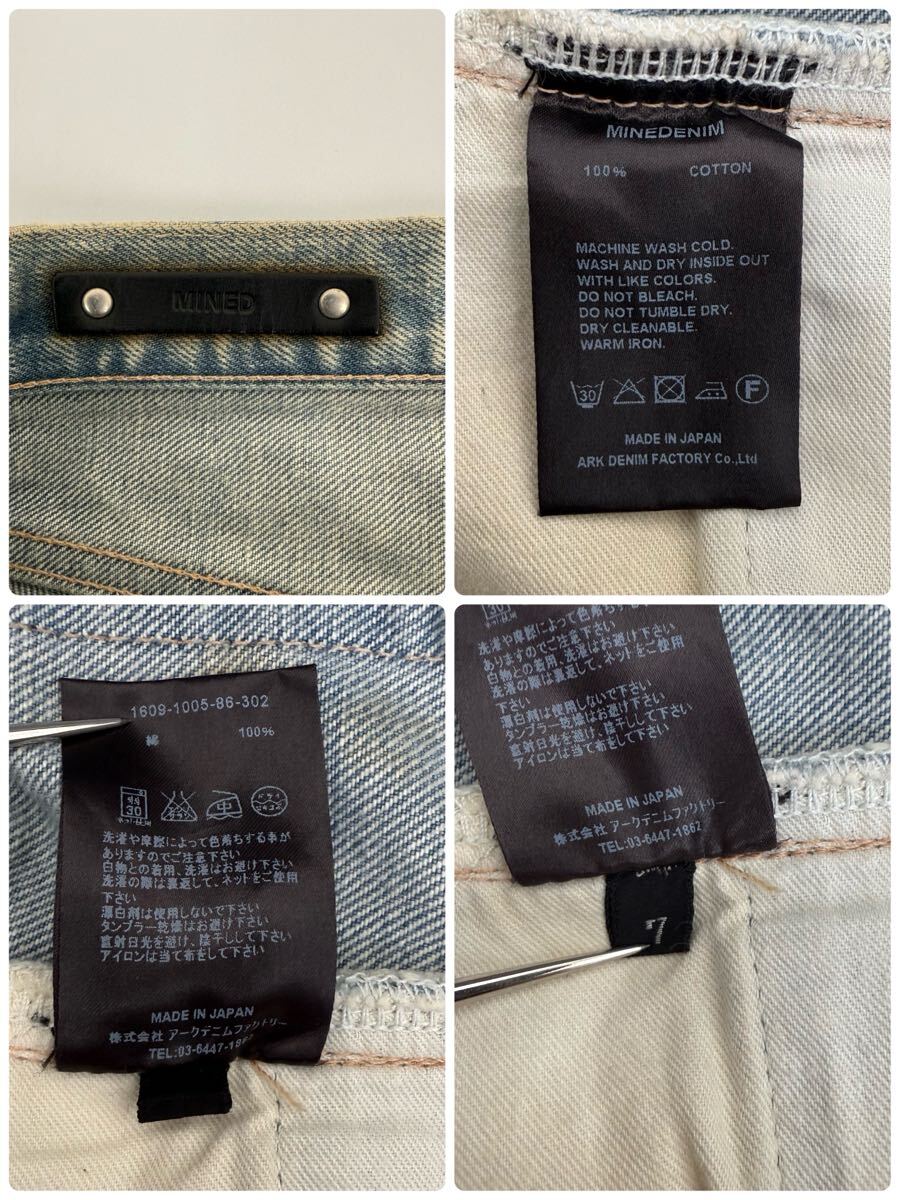 MINED
MINEDENIM
100% COTTON
MACHINE WASH COLD.
WASH AND DRY INSIDE OUT
WITH LIKE COLORS.
DO NOT BLEACH.
DO NOT TUMBLE DRY.
DRY CLEANABLE.
WARM IRON.
30 F
MADE IN JAPAN
ARK DENIM FACTORY Co.,Ltd
1609-1005-86-302
綿 100%
30
洗濯や摩擦によって色落ちする事が
ありますのでご注意下さい
白物との着用、洗濯はお避け下さい
洗濯の際は裏返して、ネットをご使用
下さい
漂白剤は使用しないで下さい
タンブラー乾燥はお避け下さい
直射日光を避け、陰干しして下さい
アイロンは当て布をして下さい
MADE IN JAPAN
株式会社 アークデニムファクトリー
TEL:03-6447-1862
30
洗濯や摩擦によって色落ちする事が
ありますのでご注意下さい
白物との着用、洗濯はお避け下さい
洗濯の際は裏返して、ネットをご使用
下さい
漂白剤は使用しないで下さい
タンブラー乾燥はお避け下さい
直射日光を避け、陰干しして下さい
アイロンは当て布をして下さい
MADE IN JAPAN
株式会社 アークデニムファクトリー
TEL:03-6447-1862